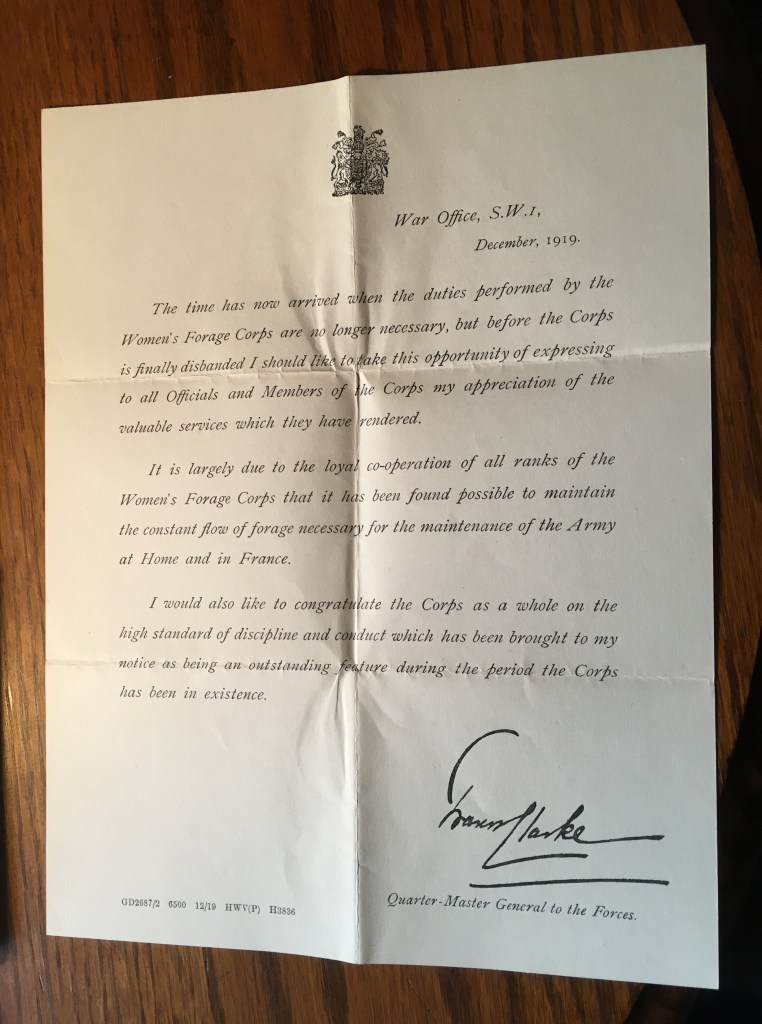 War Office, S.W.1,
December, 1919.
The time has now arrived when the duties performed by the
Women's Forage Corps are no longer necessary, but before the Corps
is finally disbanded I should like to take this opportunity of expressing
to all Officials and Members of the Corps my appreciation of the
valuable services which they have rendered.
It is largely due to the loyal co-operation of all ranks of the
Women's Forage Corps that it has been found possible to maintain
the constant flow of forage necessary for the maintenance of the Army
at Home and in France.
I would also like to congratulate the Corps as a whole on the
high standard of discipline and conduct which has been brought to my
notice as being an outstanding feature during the period the Corps
has been in existence.
Clarke
Quarter-Master General to the Forces.
GD2687/2 6500 12/19 HWV(P) H3836